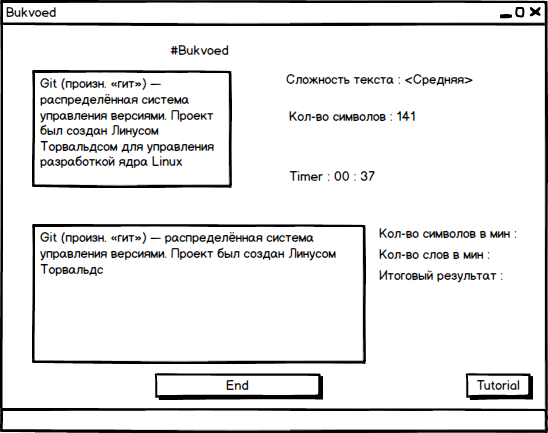 Bukvoed
#Bukvoed
Git (произн. «гит») —
распределённая система
управления версиями. Проект
был создан Линусом
Торвальдсом для управления
разработкой ядра Linux
Сложность текста : <Средняя>
Кол-во символов : 141
Timer : 00 : 37
Git (произн. «гит») — распределённая система
управления версиями. Проект был создан Линусом
Торвальдс
Кол-во символов в мин :
Кол-во слов в мин :
Итоговый результат :
End
Tutorial